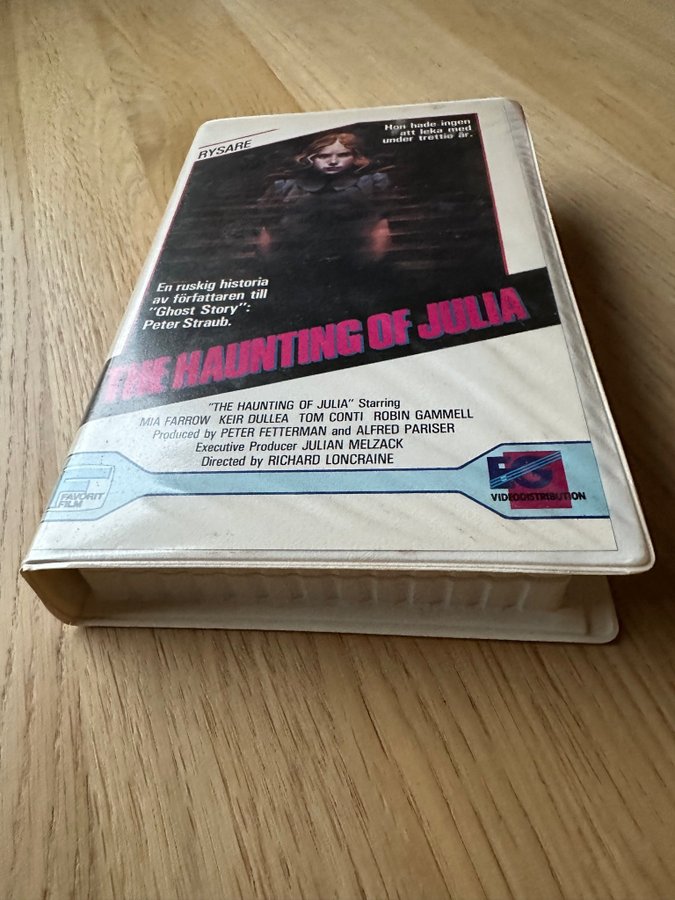 RYSARE
Hon hade ingen
att leka med
under trettio år.
En ruskig historia
av författaren till
"Ghost Story":
Peter Straub.
THE HAUNTING OF JULIA
"THE HAUNTING OF JULIA" Starring
MIA FARROW KEIR DULLEA TOM CONTI ROBIN GAMMELL
Produced by PETER FETTERMAN and ALFRED PARISER
Executive Producer JULIAN MELZACK
Directed by RICHARD LONCRAINE
FAVORIT
FILM
VIDEODISTRIBUTION